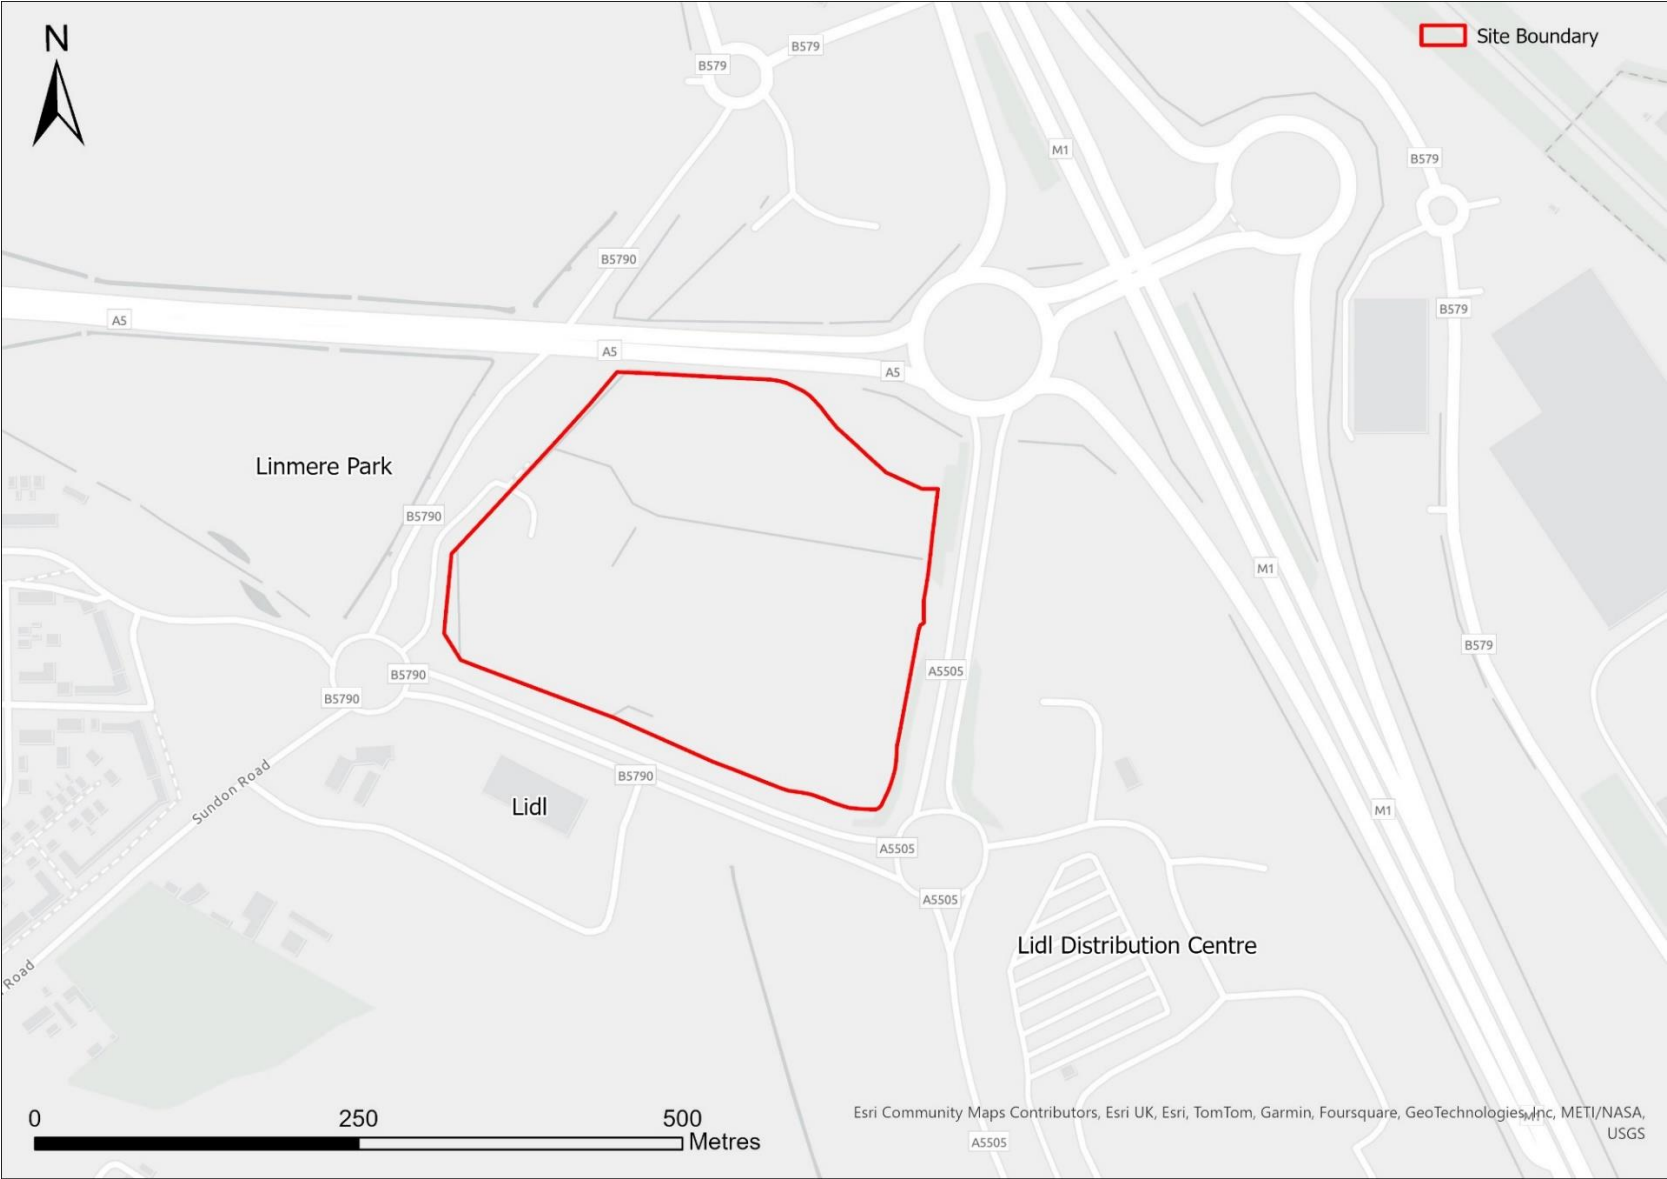 N
Site Boundary
B579
B579
M1
B579
B5790
B579
A5
A5
A5
Linmere Park
B5790
M1
B5790
B5790
A5505
B579
Sundon Road
B5790
Lidl
M1
A5505
A5505
Lidl Distribution Centre
Road
0 250 500
Metres
Esri Community Maps Contributors, Esri UK, Esri, TomTom, Garmin, Foursquare, GeoTechnologies, Inc, METI/NASA,
USGS
M1
A5505